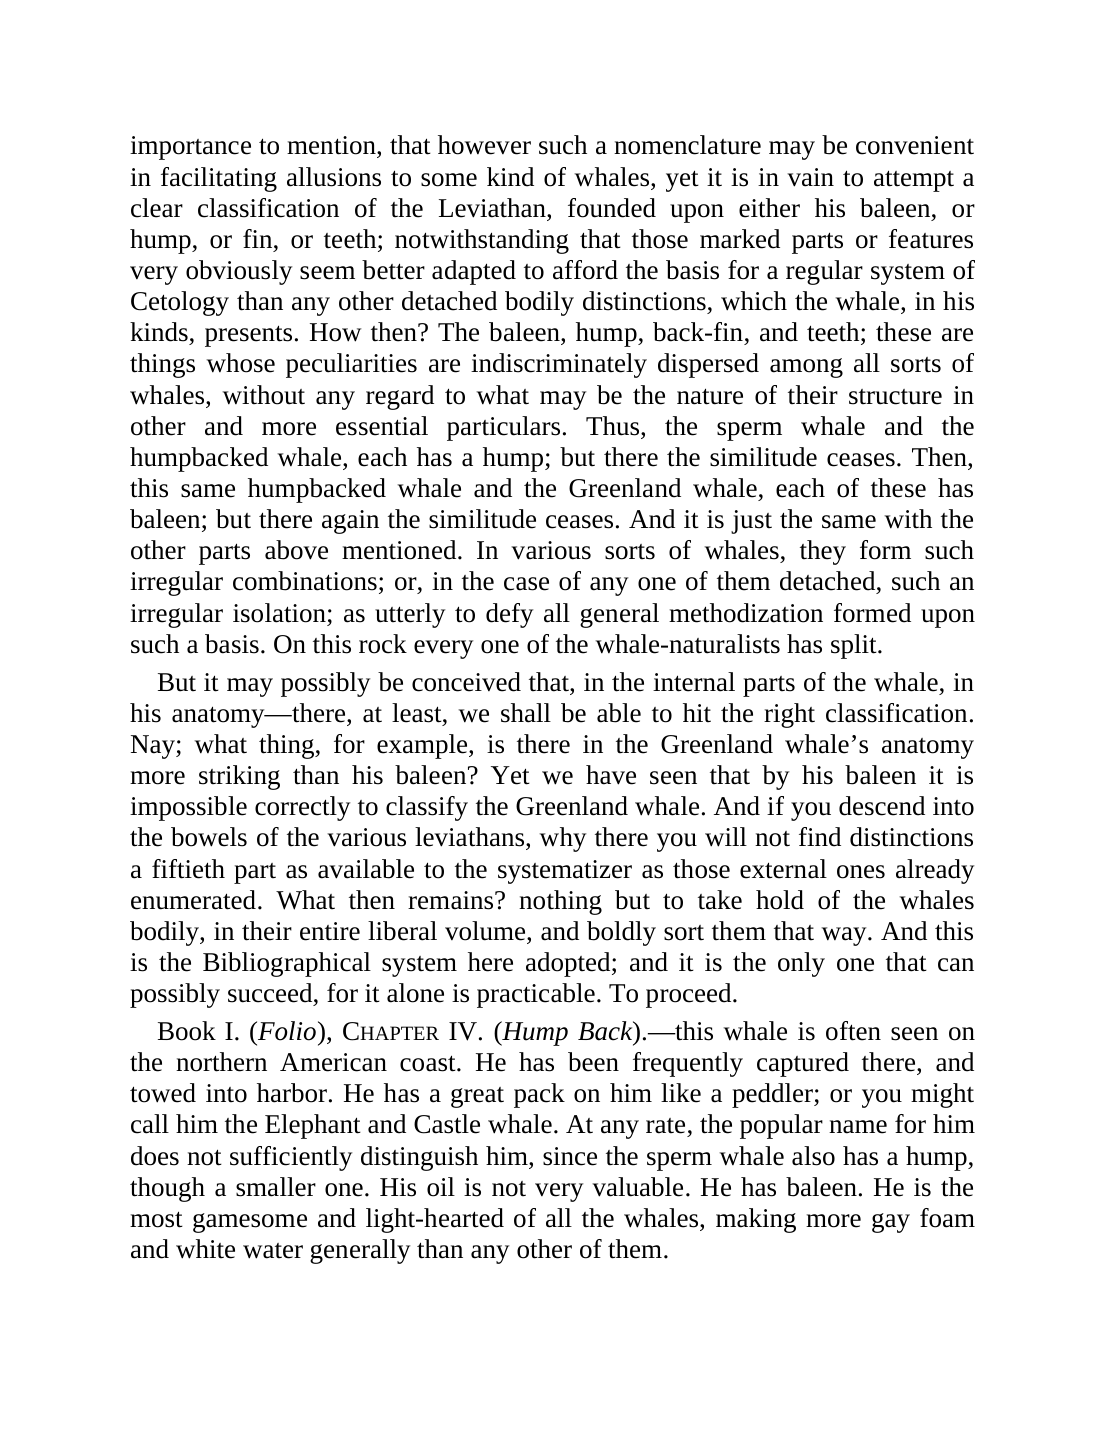 importance to mention, that however such a nomenclature may be convenient
in facilitating allusions to some kind of whales, yet it is in vain to attempt a
clear classification of the Leviathan, founded upon either his baleen, or
hump, or fin, or teeth; notwithstanding that those marked parts or features
very obviously seem better adapted to afford the basis for a regular system of
Cetology than any other detached bodily distinctions, which the whale, in his
kinds, presents. How then? The baleen, hump, back-fin, and teeth; these are
things whose peculiarities are indiscriminately dispersed among all sorts of
whales, without any regard to what may be the nature of their structure in
other and more essential particulars. Thus, the sperm whale and the
humpbacked whale, each has a hump; but there the similitude ceases. Then,
this same humpbacked whale and the Greenland whale, each of these has
baleen; but there again the similitude ceases. And it is just the same with the
other parts above mentioned. In various sorts of whales, they form such
irregular combinations; or, in the case of any one of them detached, such an
irregular isolation; as utterly to defy all general methodization formed upon
such a basis. On this rock every one of the whale-naturalists has split.
But it may possibly be conceived that, in the internal parts of the whale, in
his anatomy—there, at least, we shall be able to hit the right classification.
Nay; what thing, for example, is there in the Greenland whale’s anatomy
more striking than his baleen? Yet we have seen that by his baleen it is
impossible correctly to classify the Greenland whale. And if you descend into
the bowels of the various leviathans, why there you will not find distinctions
a fiftieth part as available to the systematizer as those external ones already
enumerated. What then remains? nothing but to take hold of the whales
bodily, in their entire liberal volume, and boldly sort them that way. And this
is the Bibliographical system here adopted; and it is the only one that can
possibly succeed, for it alone is practicable. To proceed.
Book I. (Folio), CHAPTER IV. (Hump Back).—this whale is often seen on
the northern American coast. He has been frequently captured there, and
towed into harbor. He has a great pack on him like a peddler; or you might
call him the Elephant and Castle whale. At any rate, the popular name for him
does not sufficiently distinguish him, since the sperm whale also has a hump,
though a smaller one. His oil is not very valuable. He has baleen. He is the
most gamesome and light-hearted of all the whales, making more gay foam
and white water generally than any other of them.